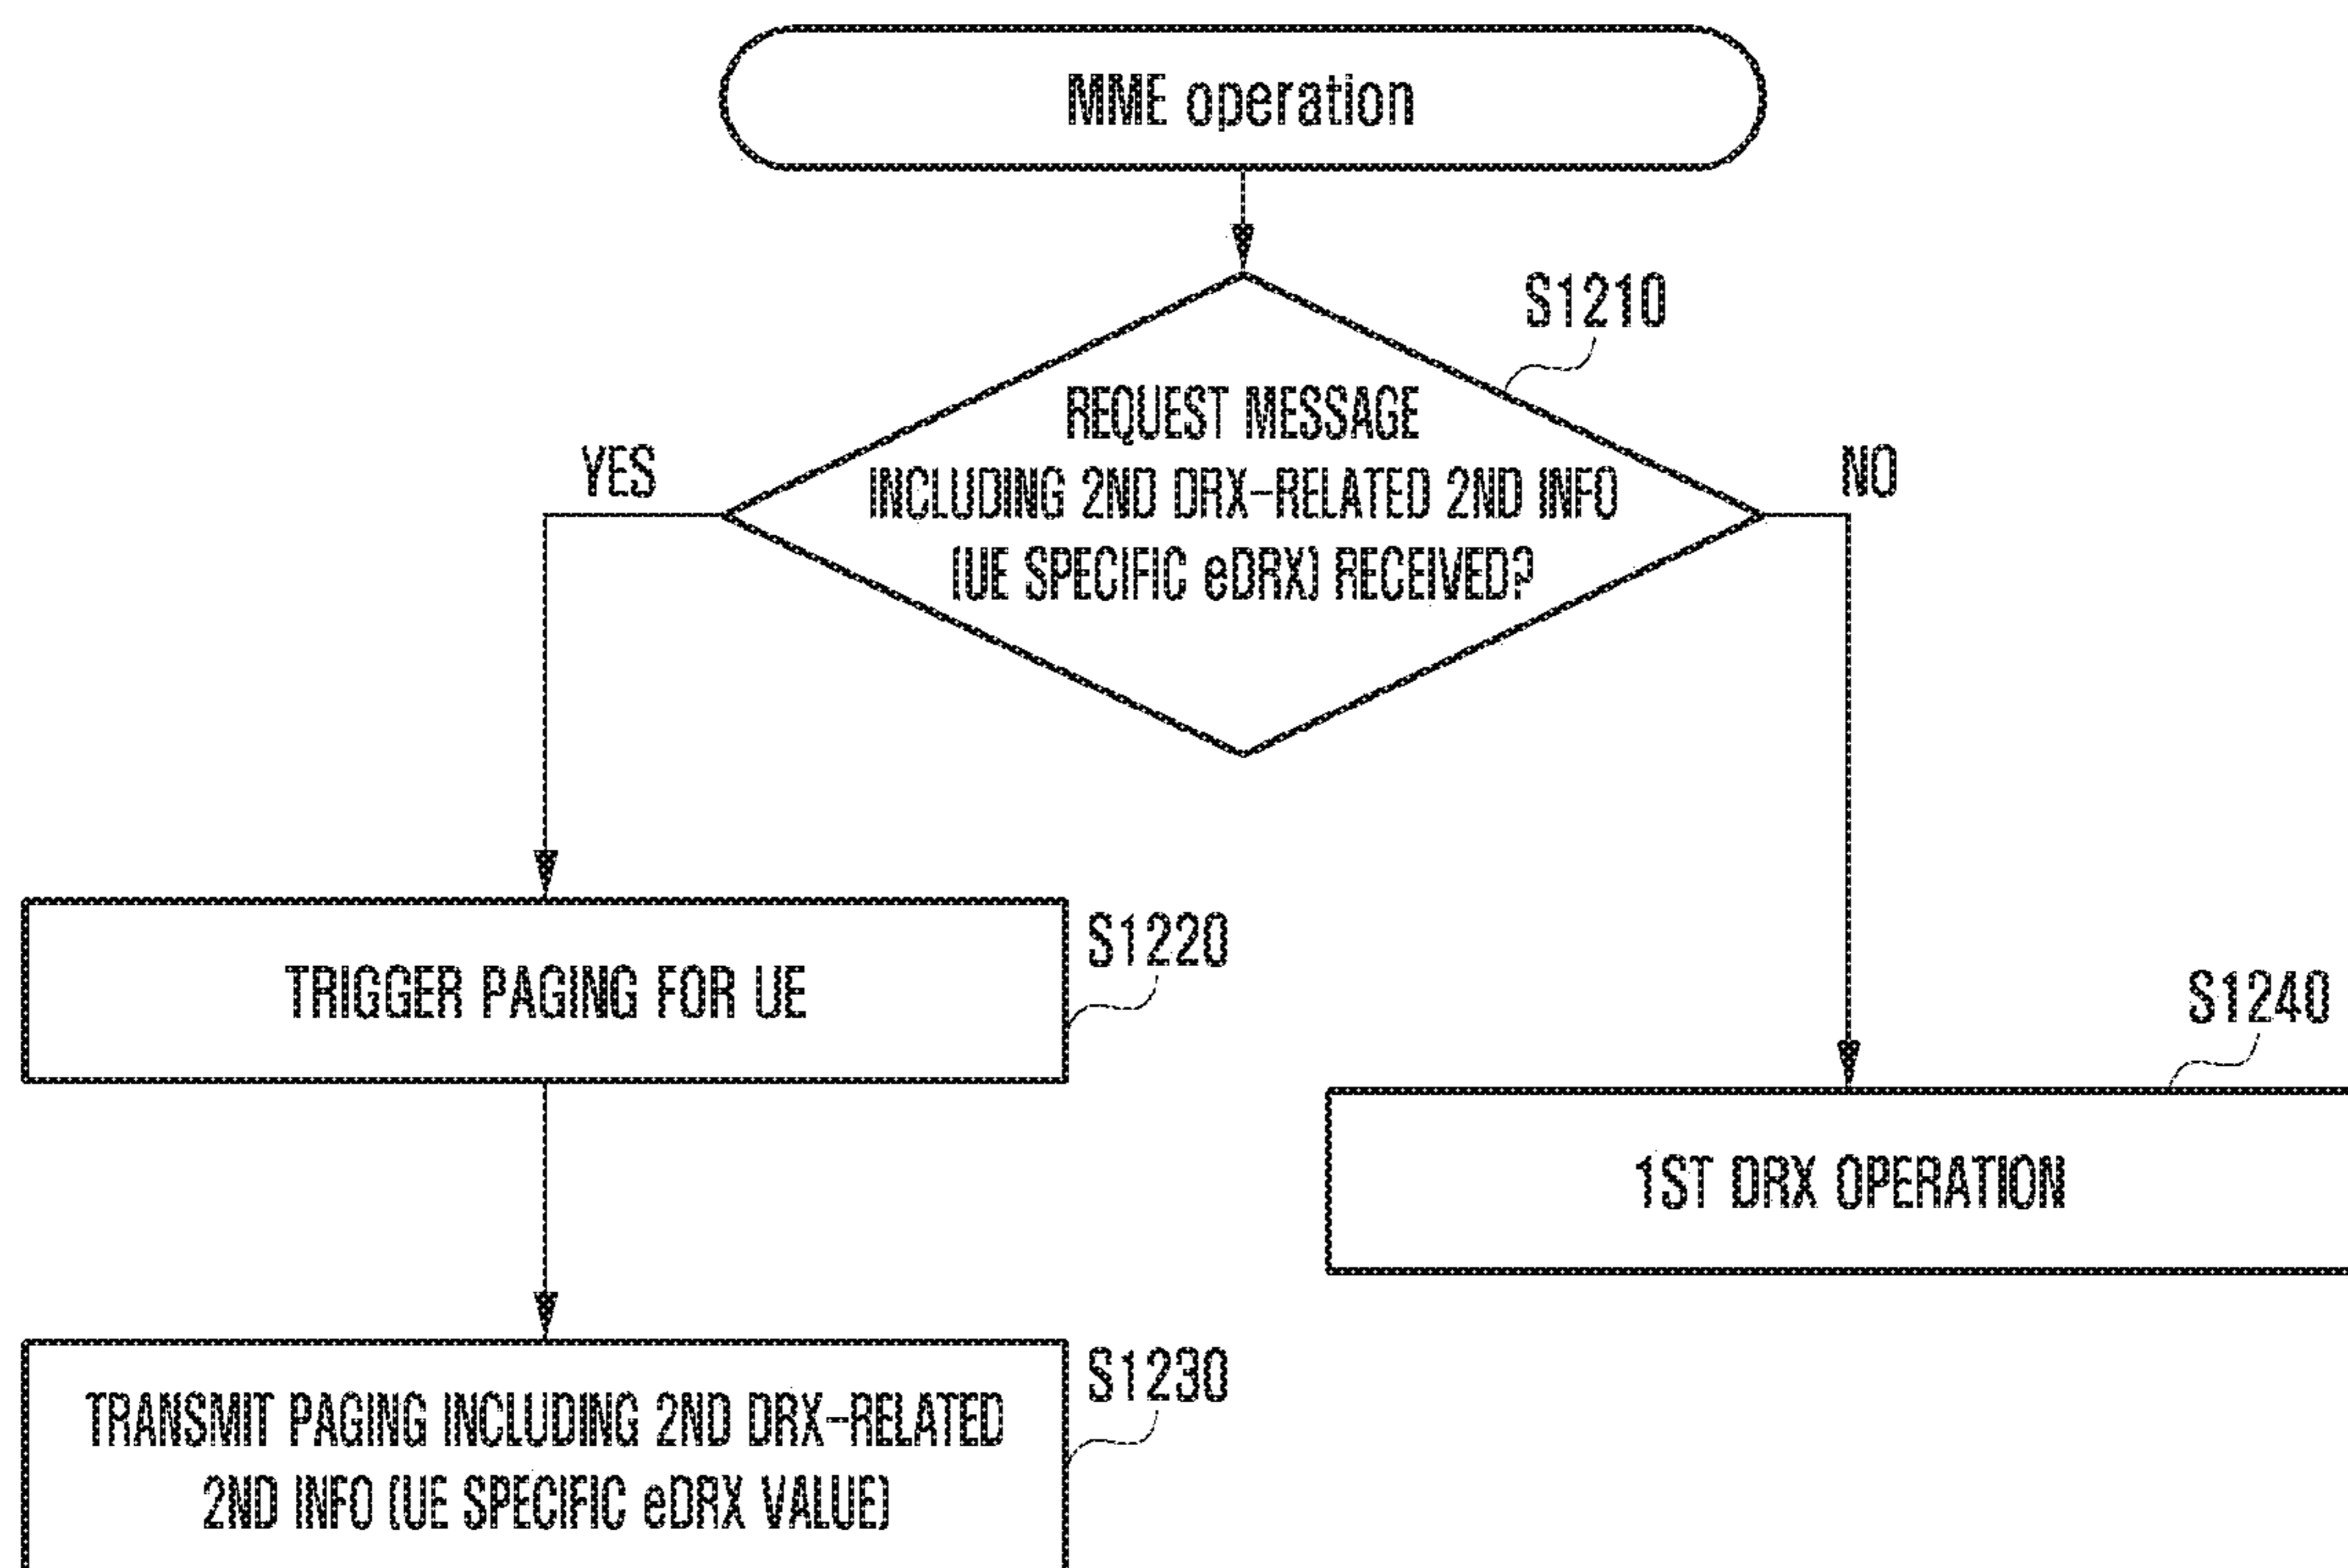 MME operation
S1210
REQUEST MESSAGE
INCLUDING 2ND DRX-RELATED 2ND INFO
(UE SPECIFIC eDRX) RECEIVED?
YES
NO
S1220
TRIGGER PAGING FOR UE
S1240
1ST DRX OPERATION
S1230
TRANSMIT PAGING INCLUDING 2ND DRX-RELATED
2ND INFO (UE SPECIFIC eDRX VALUE)